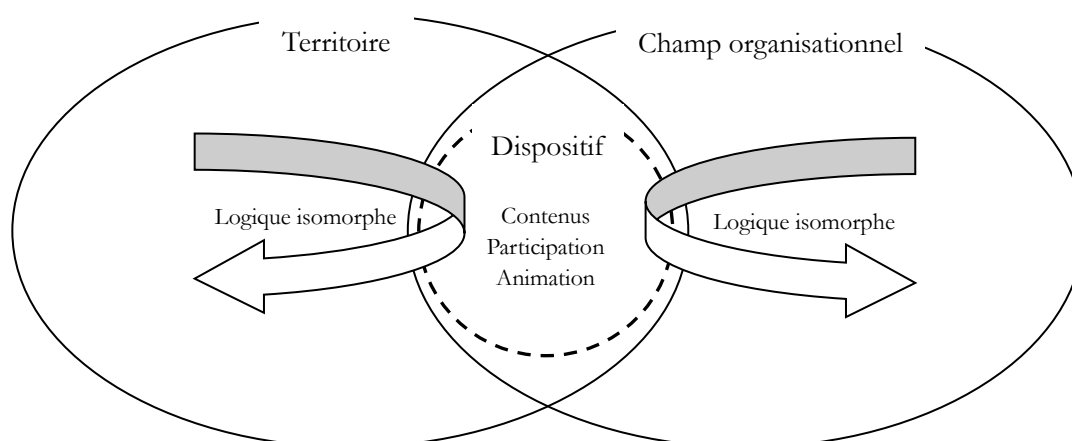 Territoire
Champ organisationnel
Dispositif
Logique isomorphe
Contenus
Participation
Animation
Logique isomorphe